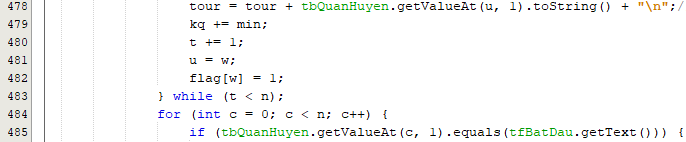 478 tour = tour + tbQuanHuyen.getValueAt(u, 1).toString() + "\n";/
479 kq += min;
480 t += 1;
481 u = w;
482 flag[w] = 1;
483 } while (t < n);
484 for (int c = 0; c < n; c++) {
485 if (tbQuanHuyen.getValueAt(c, 1).equals(tfBatDau.getText())) {